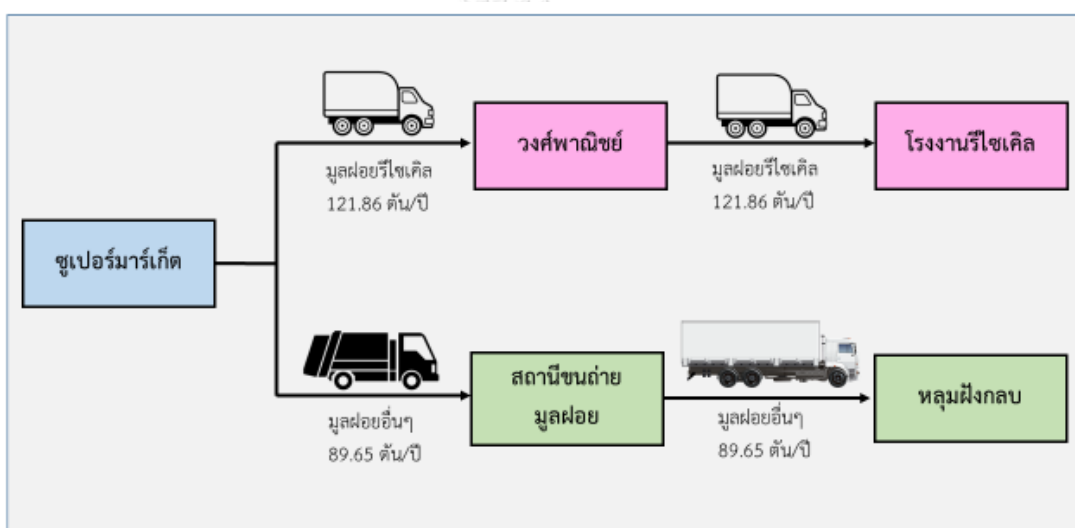 วงศ์พาณิชย์
โรงงานรีไซเคิล
มูลฝอยรีไซเคิล
121.86 ตัน/ปี
มูลฝอยรีไซเคิล
121.86 ตัน/ปี
ซูเปอร์มาร์เก็ต
สถานีขนถ่าย
มูลฝอย
หลุมฝังกลบ
มูลฝอยอื่นๆ
89.65 ตัน/ปี
มูลฝอยอื่นๆ
89.65 ตัน/ปี